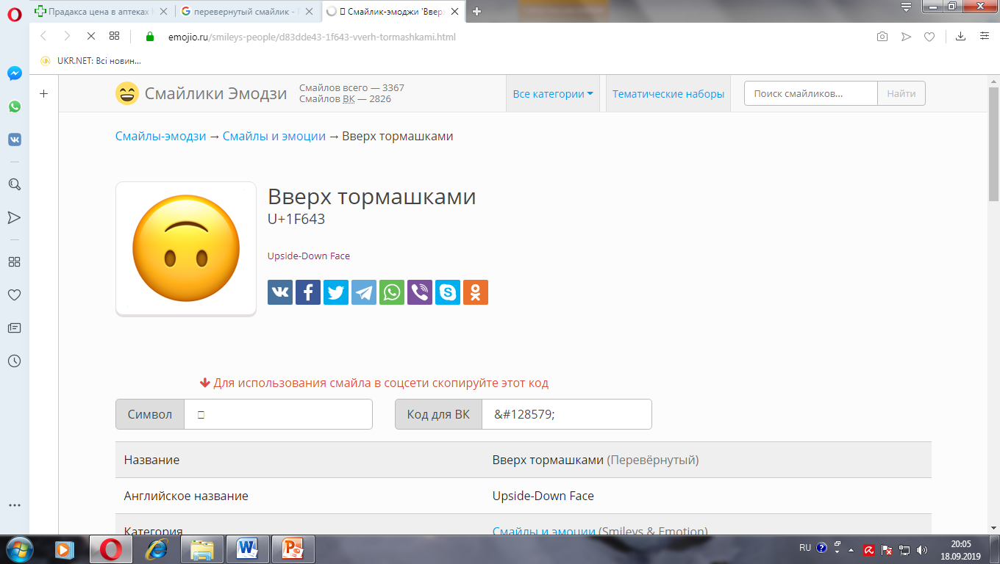 Прадакса цена в аптеках
перевернутый смайлик -
Смайлик-эмоджи 'Вверх
emojio.ru/smileys-people/d83dde43-1f643-vverh-tormashkami.html
UKR.NET: Всі новин...
Смайлики Эмодзи
Смайлов всего — 3367
Смайлов ВК — 2826
Все категории
Тематические наборы
Поиск смайликов...
Найти
Смайлы-эмодзи → Смайлы и эмоции → Вверх тормашками
Вверх тормашками
U+1F643
Upside-Down Face
Для использования смайла в соцсети скопируйте этот код
Символ
Код для ВК
&#128579;
Название
Вверх тормашками (Перевёрнутый)
Английское название
Upside-Down Face
Категория
Смайлы и эмоции (Smileys & Emotion)
RU
20:05
18.09.2019